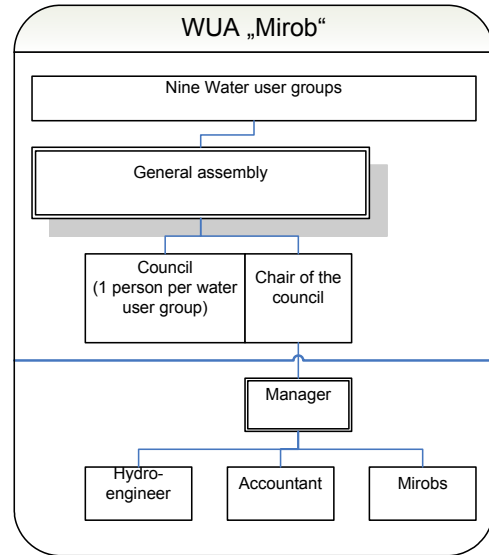 WUA „Mirob“
Nine Water user groups
General assembly
Council
(1 person per water
user group)
Chair of the
council
Manager
Hydro-
engineer
Accountant
Mirobs